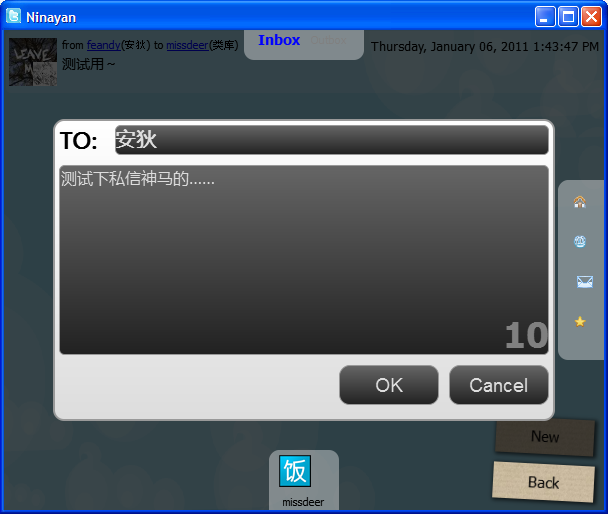 Ninayan
from feandy(安狄) to missdeer(类库)
Inbox
Thursday, January 06, 2011 1:43:47 PM
测试用～
TO: 安狄
测试下私信神马的……
10
OK
Cancel
New
Back
饭
missdeer